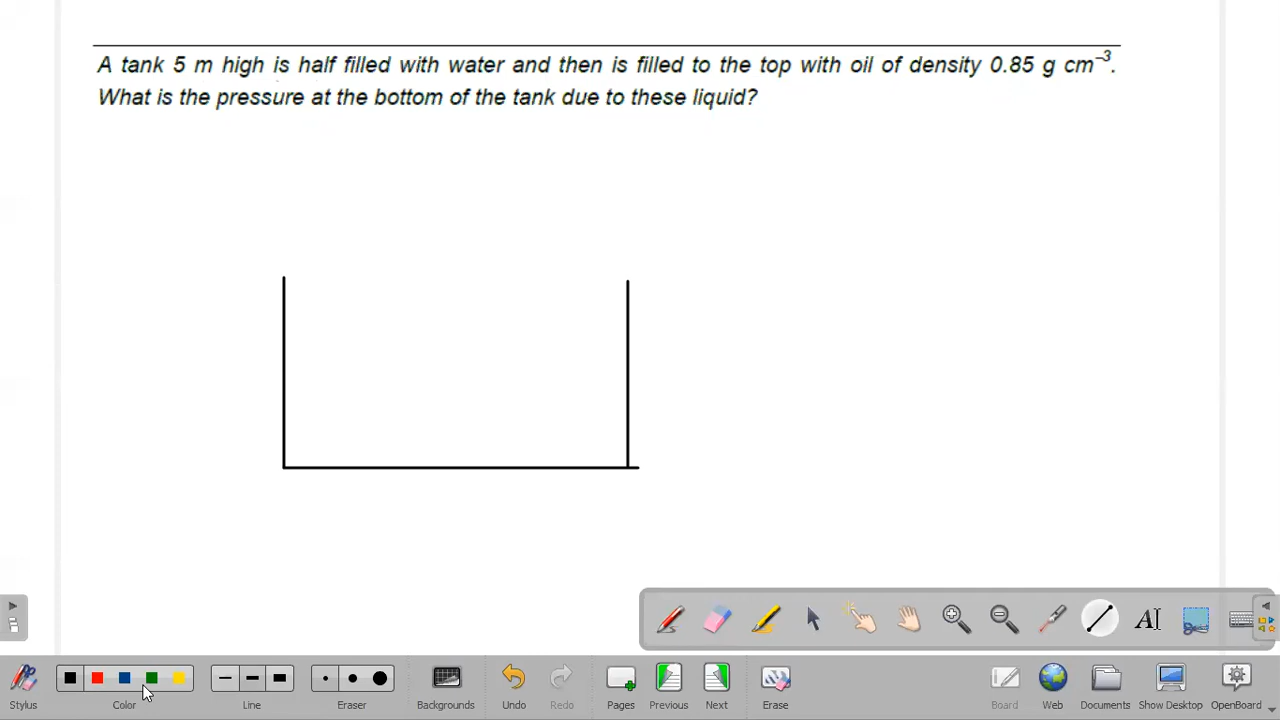 A tank 5 m high is half filled with water and then is filled to the top with oil of density 0.85 g cm⁻³.
What is the pressure at the bottom of the tank due to these liquid?
AI
Stylus
Color
Line
Eraser
Backgrounds
Undo
Redo
Pages
Previous
Next
Erase
Board
Web
Documents
Show Desktop
OpenBoard